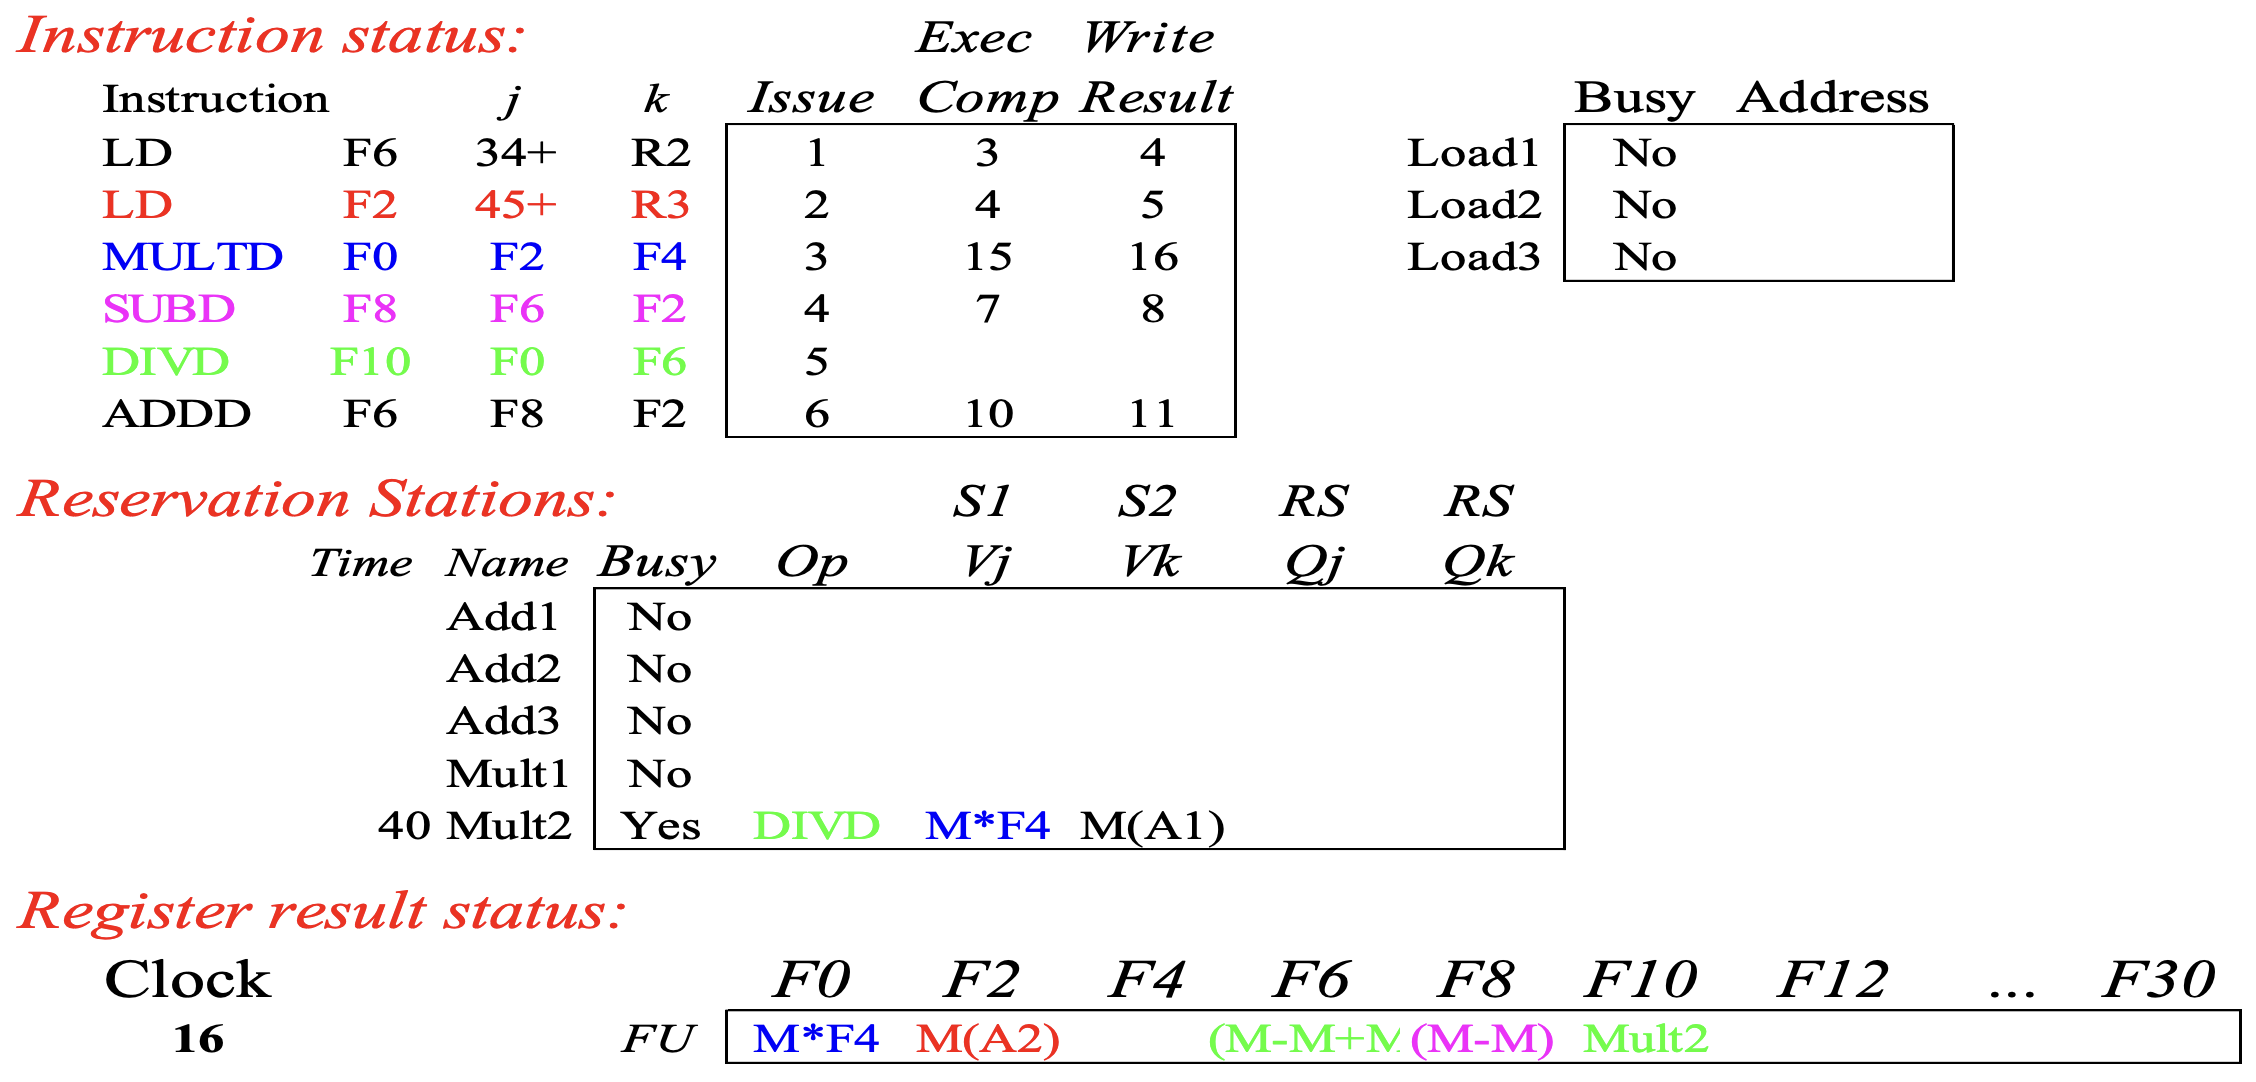 Instruction status: Exec Write
Instruction j k Issue Comp Result Busy Address
LD F6 34+ R2 1 3 4 Load1 No
LD F2 45+ R3 2 4 5 Load2 No
MULTD F0 F2 F4 3 15 16 Load3 No
SUBD F8 F6 F2 4 7 8
DIVD F10 F0 F6 5
ADDD F6 F8 F2 6 10 11
Reservation Stations: S1 S2 RS RS
Time Name Busy Op Vj Vk Qj Qk
Add1 No
Add2 No
Add3 No
Mult1 No
40 Mult2 Yes DIVD M*F4 M(A1)
Register result status:
Clock F0 F2 F4 F6 F8 F10 F12 ... F30
16 FU M*F4 M(A2) (M-M+M (M-M) Mult2